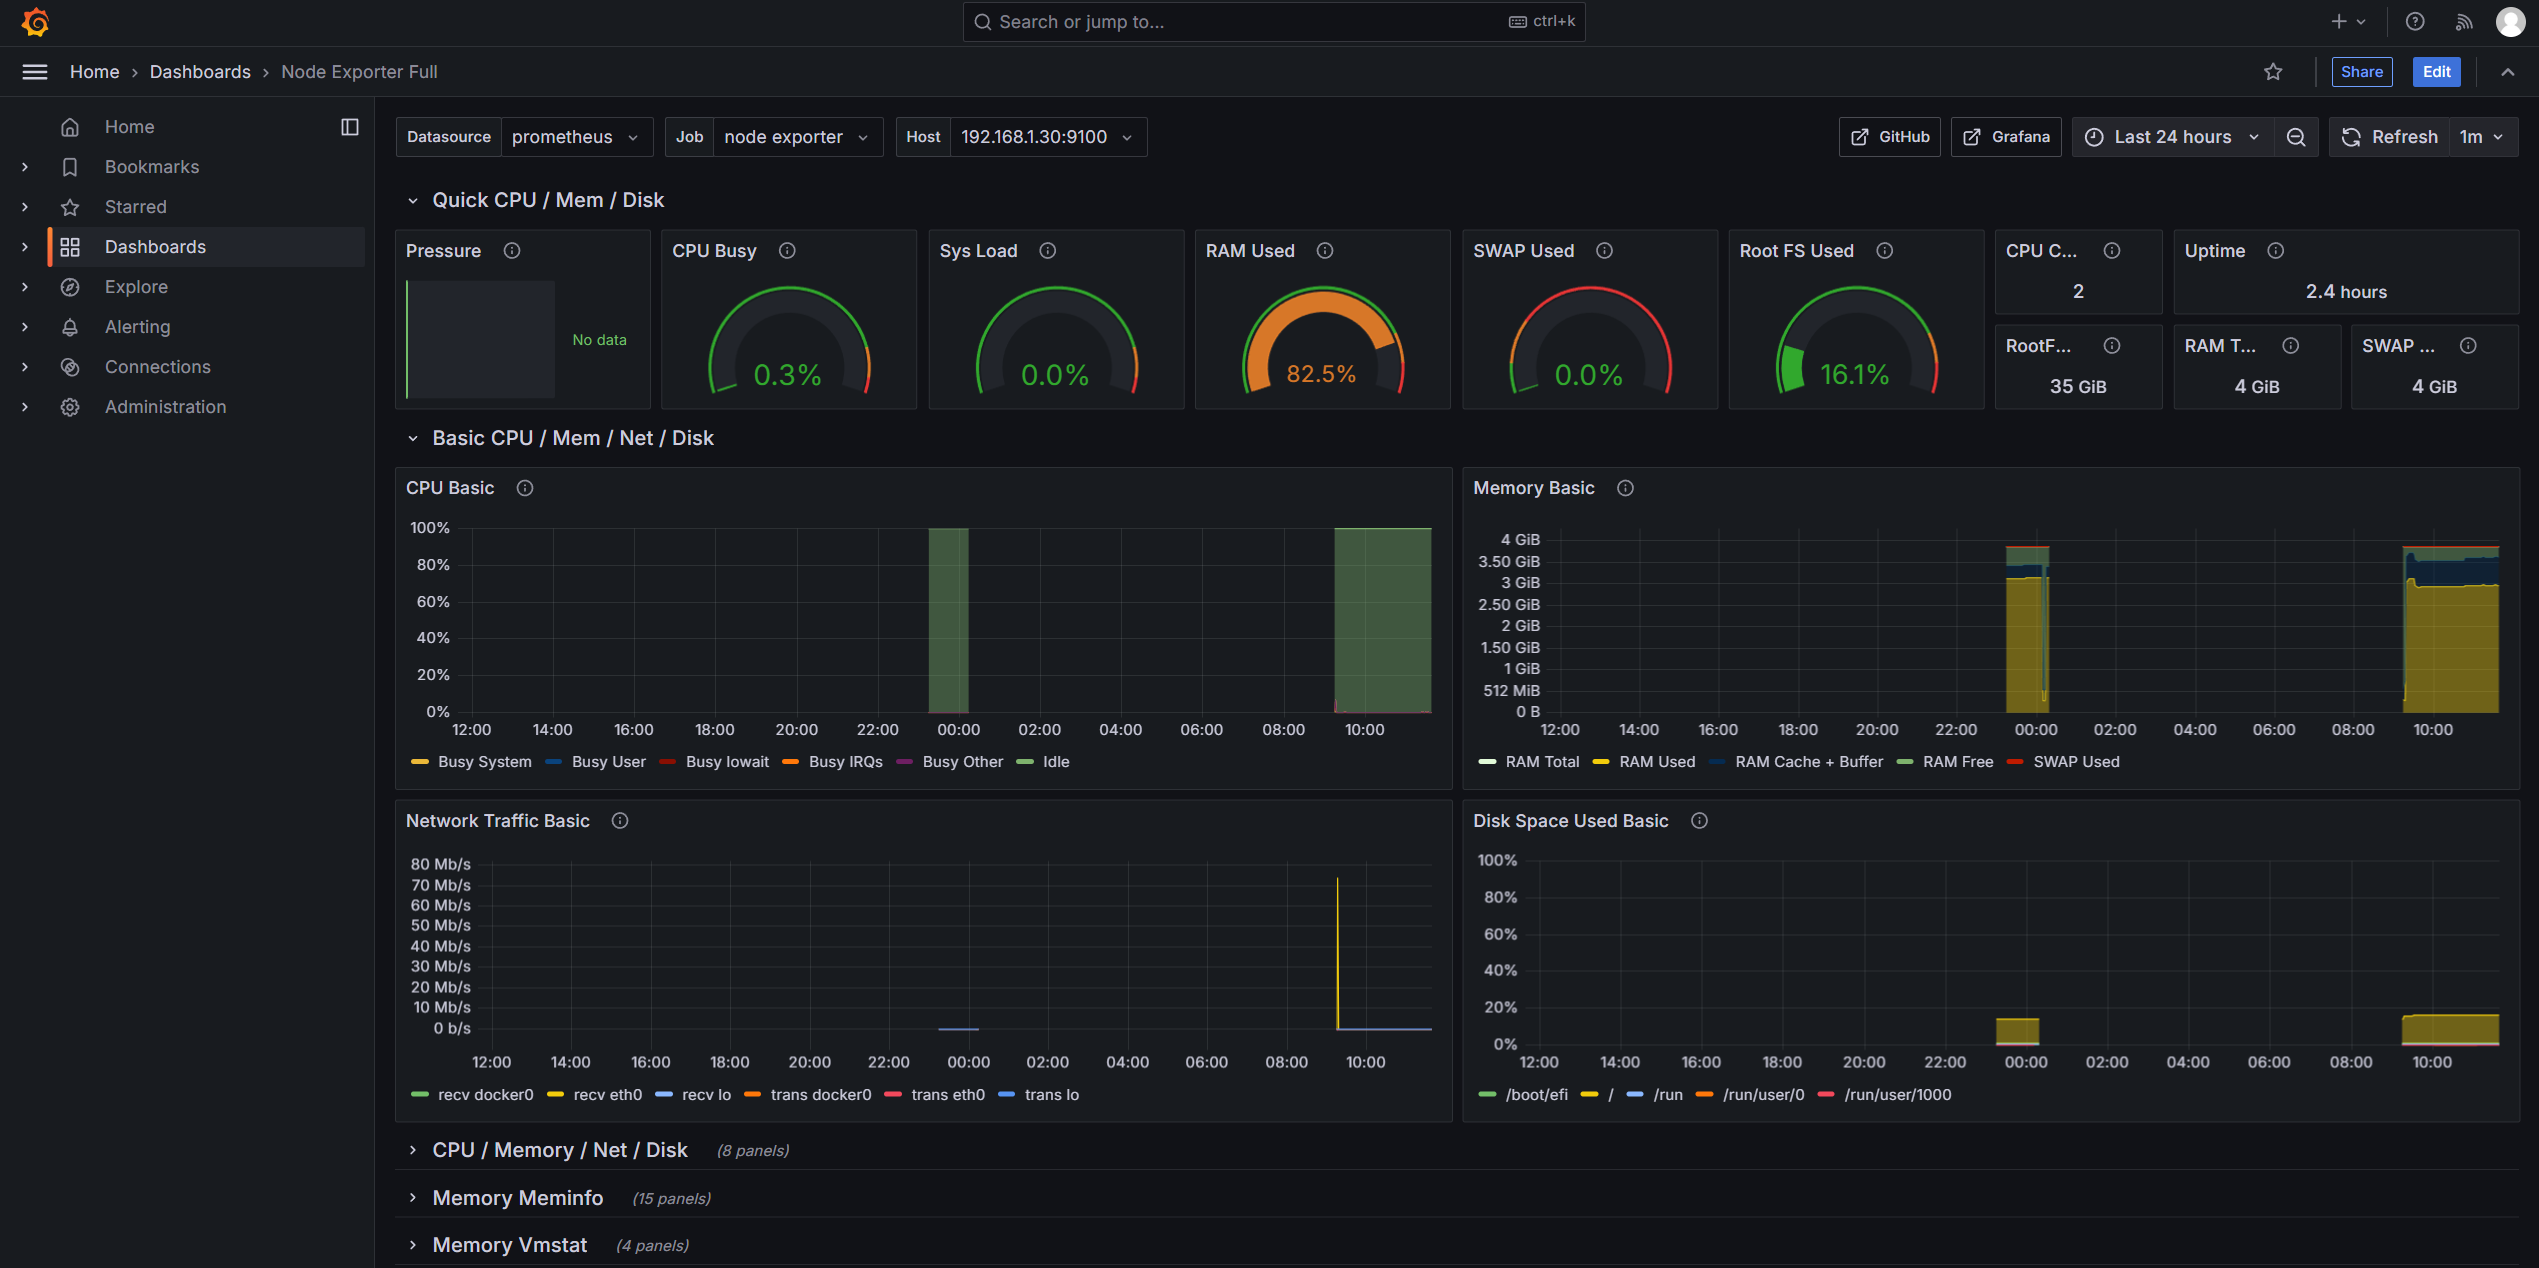 Search or jump to... ctrl+k
Home › Dashboards › Node Exporter Full Share Edit
Home
Bookmarks
Starred
Dashboards
Explore
Alerting
Connections
Administration
Datasource prometheus Job node exporter Host 192.168.1.30:9100 GitHub Grafana Last 24 hours Refresh 1m
Quick CPU / Mem / Disk
Pressure
No data
CPU Busy
0.3%
Sys Load
0.0%
RAM Used
82.5%
SWAP Used
0.0%
Root FS Used
16.1%
CPU C...
2
Uptime
2.4 hours
RootF...
35 GiB
RAM T...
4 GiB
SWAP ...
4 GiB
Basic CPU / Mem / Net / Disk
CPU Basic
100%
80%
60%
40%
20%
0%
12:00 14:00 16:00 18:00 20:00 22:00 00:00 02:00 04:00 06:00 08:00 10:00
Busy System Busy User Busy Iowait Busy IRQs Busy Other Idle
Memory Basic
4 GiB
3.50 GiB
3 GiB
2.50 GiB
2 GiB
1.50 GiB
1 GiB
512 MiB
0 B
12:00 14:00 16:00 18:00 20:00 22:00 00:00 02:00 04:00 06:00 08:00 10:00
RAM Total RAM Used RAM Cache + Buffer RAM Free SWAP Used
Network Traffic Basic
80 Mb/s
70 Mb/s
60 Mb/s
50 Mb/s
40 Mb/s
30 Mb/s
20 Mb/s
10 Mb/s
0 b/s
12:00 14:00 16:00 18:00 20:00 22:00 00:00 02:00 04:00 06:00 08:00 10:00
recv docker0 recv eth0 recv lo trans docker0 trans eth0 trans lo
Disk Space Used Basic
100%
80%
60%
40%
20%
0%
12:00 14:00 16:00 18:00 20:00 22:00 00:00 02:00 04:00 06:00 08:00 10:00
/boot/efi / /run /run/user/0 /run/user/1000
CPU / Memory / Net / Disk (8 panels)
Memory Meminfo (15 panels)
Memory Vmstat (4 panels)